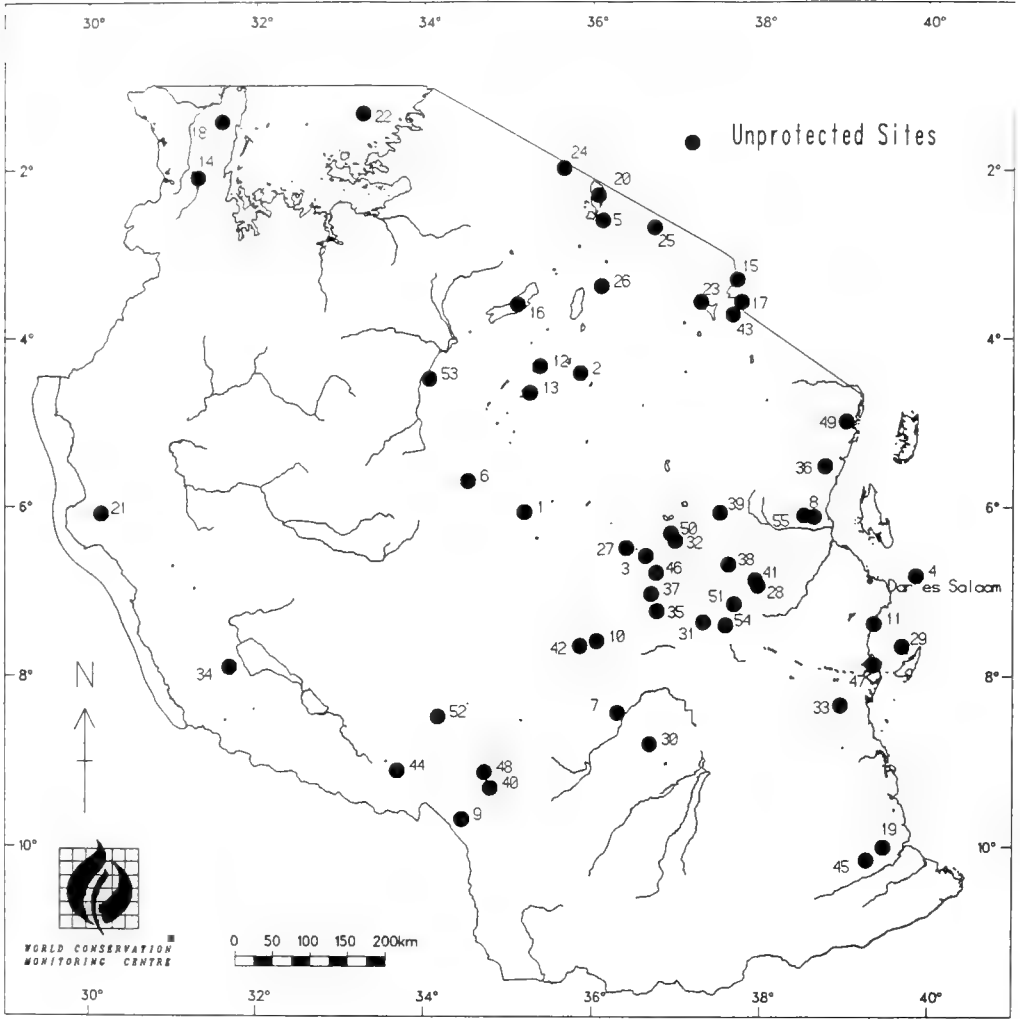 30° 32° 34° 36° 38° 40°
22
18
Unprotected Sites
24
14
2° 2°
20
5
25
15
26
23 17
16
43
4° 4°
12 2
53
13
49
36
6
21 1 39 8
6° 6°
55
50
27 32
3 38
46 41 4
37 28 Dar es Salaam
51
35
31 54 11
42 10 29
34 47
8° 8°
N
7 52 33
30
44 48
40
9
19
10° 10°
45
WORLD CONSERVATION
MONITORING CENTRE
0 50 100 150 200km
30° 32° 34° 36° 38° 40°